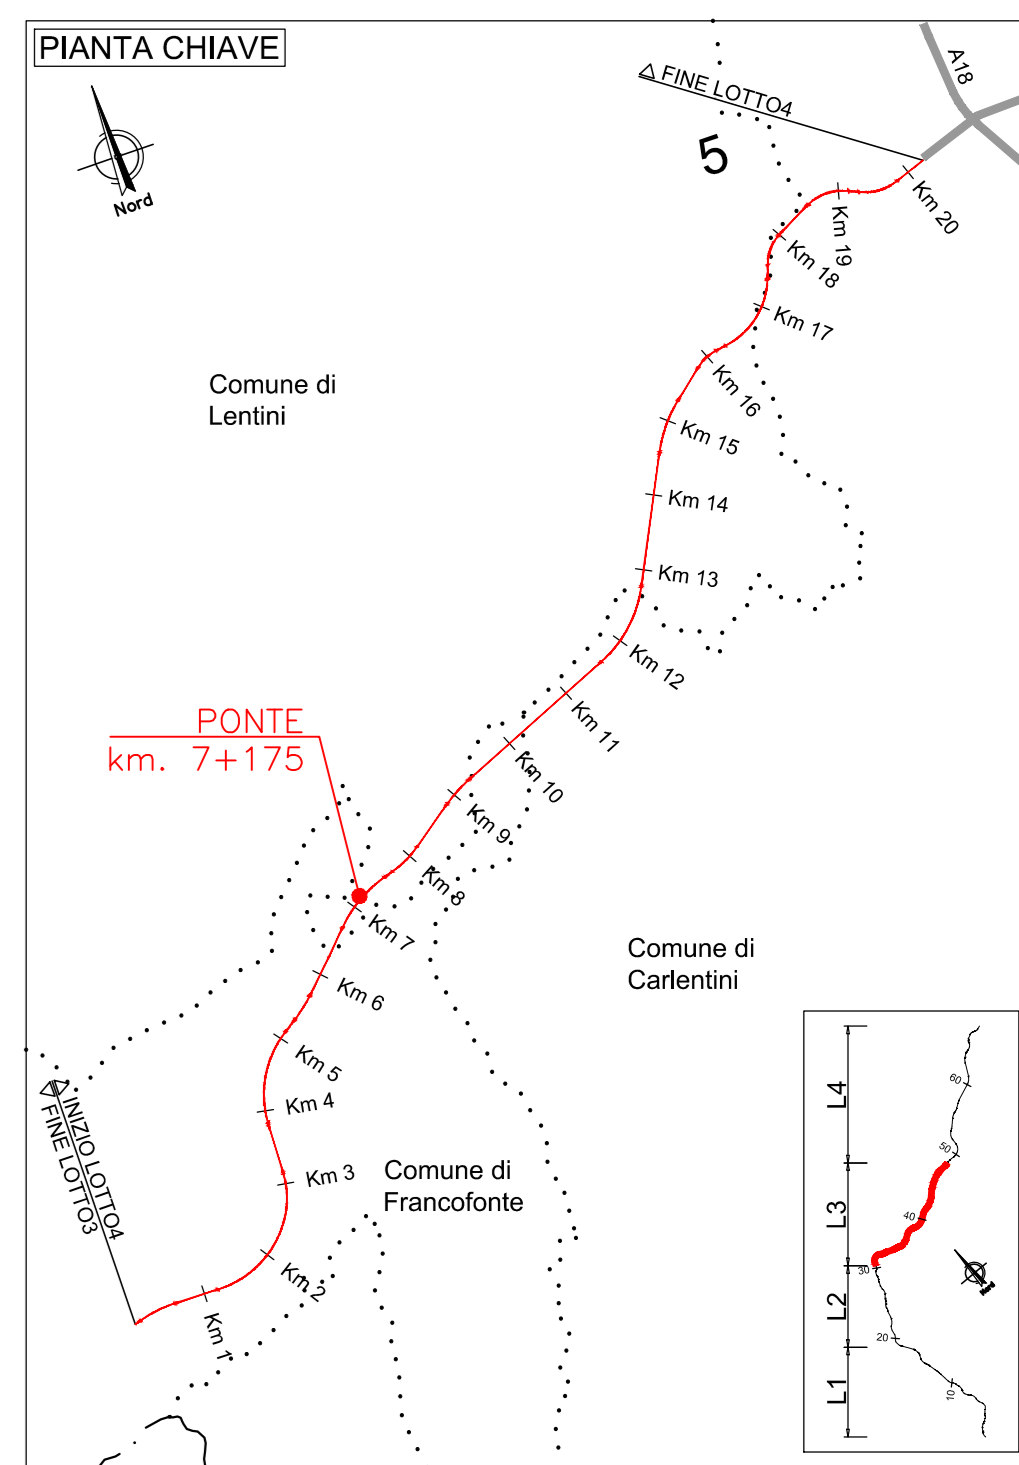 PIANTA CHIAVE
A18
FINE LOTTO4
5
Nord
Km 20
Km 19
Km 18
Km 17
Comune di
Lentini
Km 16
Km 15
Km 14
Km 13
Km 12
Km 11
PONTE
km. 7+175
Km 10
Km 9
Km 8
Km 7
Comune di
Carlentini
Km 6
Km 5
Km 4
Km 3
INIZIO LOTTO4
FINE LOTTO3
Comune di
Francofonte
Km 2
Km 1
L4
60
50
L3
40
Nord
30
L2
20
L1
10